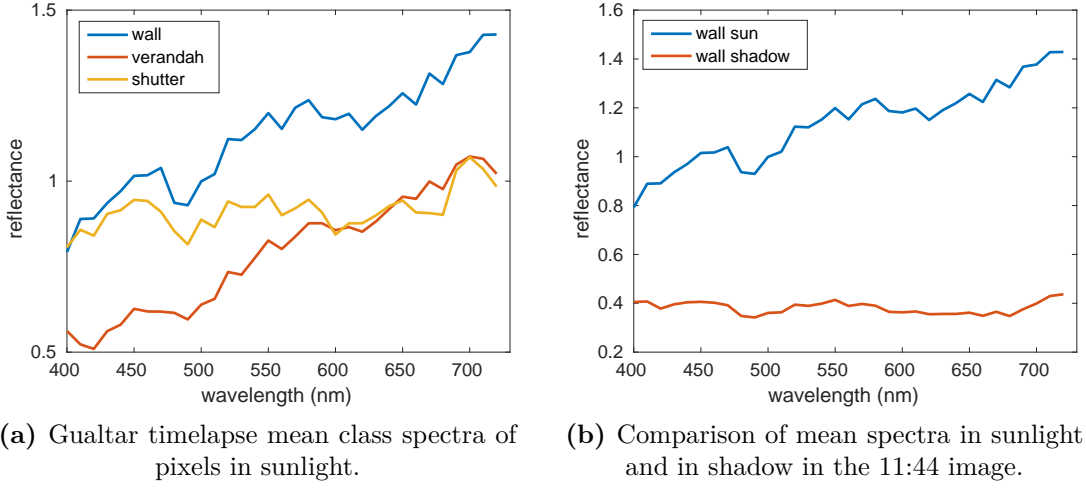 1.5
1
0.5
reflectance
wall
verandah
shutter
400 450 500 550 600 650 700
wavelength (nm)
(a) Gualtar timelapse mean class spectra of
pixels in sunlight.
1.6
1.4
1.2
1
0.8
0.6
0.4
0.2
reflectance
wall sun
wall shadow
400 450 500 550 600 650 700
wavelength (nm)
(b) Comparison of mean spectra in sunlight
and in shadow in the 11:44 image.